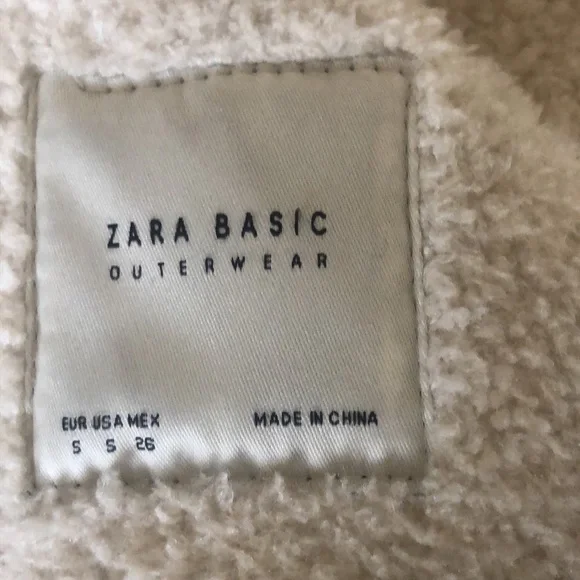 ZARA BASIC
OUTERWEAR
EUR USA MEX MADE IN CHINA
S S 26